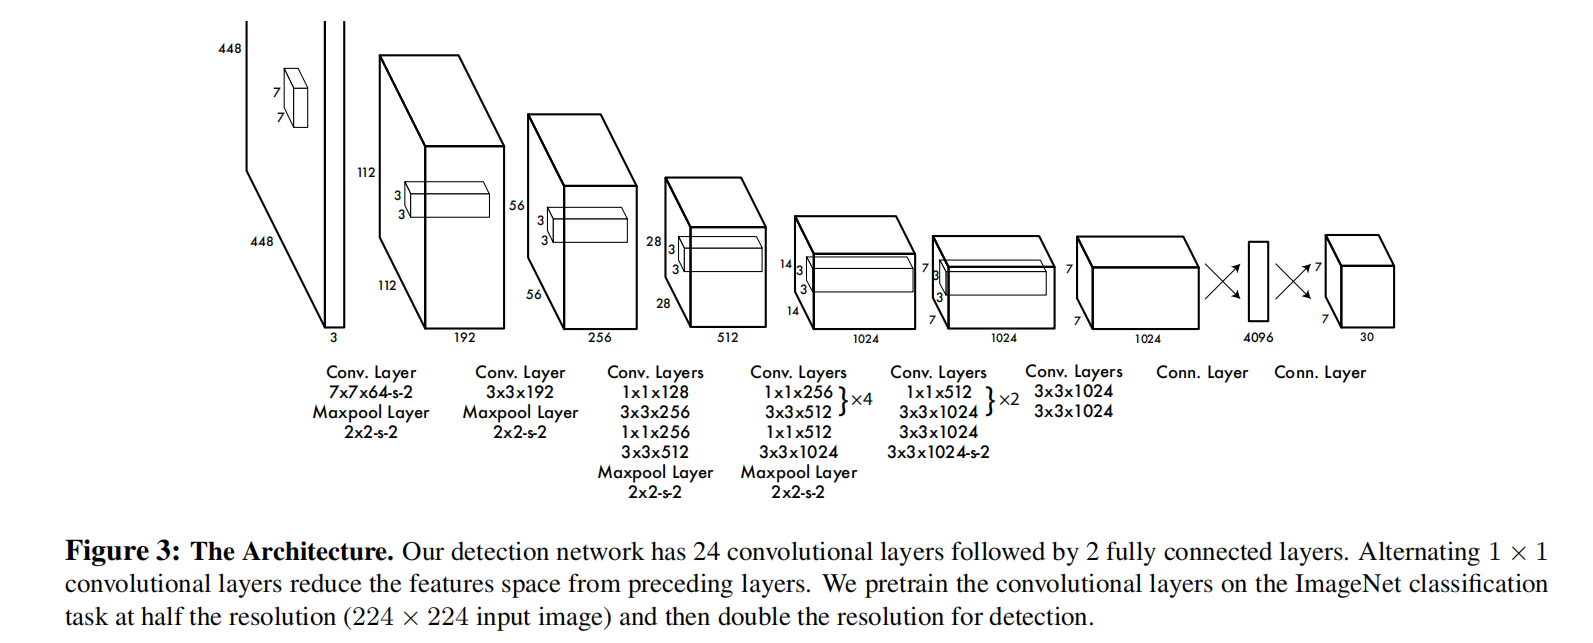 448
7
7
448
3
112
3
3
112
192
56
3
3
56
256
28
3
3
28
512
14
3
3
14
1024
7
3
3
7
1024
7
7
1024
4096
7
7
30
Conv. Layer
7x7x64-s-2
Maxpool Layer
2x2-s-2
Conv. Layer
3x3x192
Maxpool Layer
2x2-s-2
Conv. Layers
1x1x128
3x3x256
1x1x256
3x3x512
Maxpool Layer
2x2-s-2
Conv. Layers
1x1x256
3x3x512
}×4
1x1x512
3x3x1024
Maxpool Layer
2x2-s-2
Conv. Layers
1x1x512
3x3x1024
}×2
3x3x1024
3x3x1024-s-2
Conv. Layers
3x3x1024
3x3x1024
Conn. Layer
Conn. Layer
Figure 3: The Architecture. Our detection network has 24 convolutional layers followed by 2 fully connected layers. Alternating 1 × 1
convolutional layers reduce the features space from preceding layers. We pretrain the convolutional layers on the ImageNet classification
task at half the resolution (224 × 224 input image) and then double the resolution for detection.